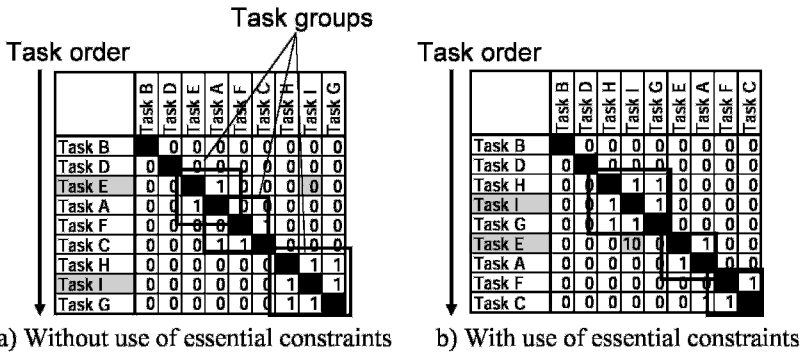 Task groups
Task order
Task B Task D Task E Task A Task F Task C Task H Task I Task G
Task B 0 0 0 0 0 0 0 0
Task D 0 0 0 0 0 0 0 0
Task E 0 0 1 0 0 0 0 0
Task A 0 0 1 0 0 0 0 0
Task F 0 0 0 0 0 0 0 0
Task C 0 0 0 1 1 0 0 0
Task H 0 0 0 0 0 0 1 1
Task I 0 0 0 0 0 0 1 1
Task G 0 0 0 0 0 0 1 1
a) Without use of essential constraints
Task order
Task B Task D Task H Task I Task G Task E Task A Task F Task C
Task B 0 0 0 0 0 0 0 0
Task D 0 0 0 0 0 0 0 0
Task H 0 0 1 1 0 0 0 0
Task I 0 0 1 1 0 0 0 0
Task G 0 0 1 1 0 0 0 0
Task E 0 0 0 10 0 1 0 0
Task A 0 0 0 0 0 1 0 0
Task F 0 0 0 0 0 0 0 1
Task C 0 0 0 0 0 0 0 1
b) With use of essential constraints